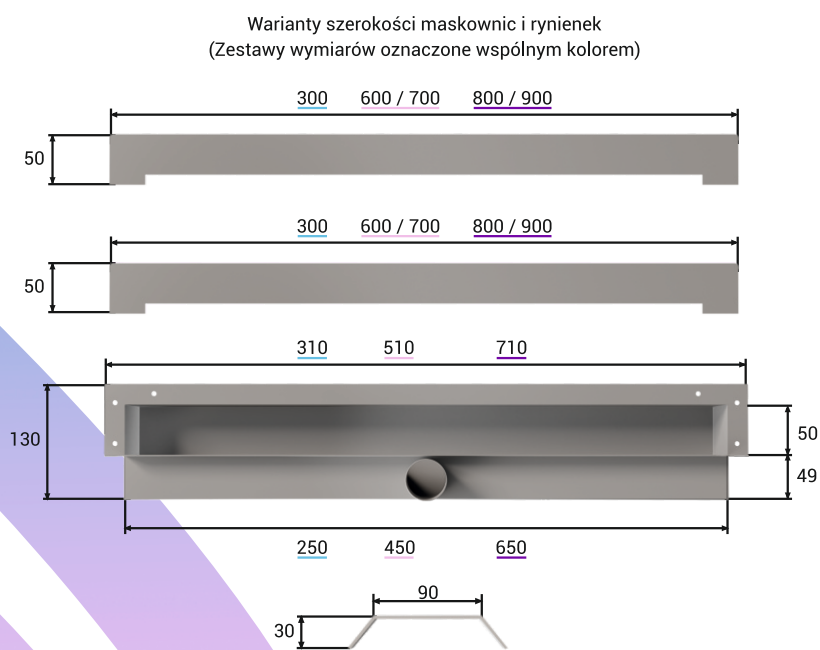 Warianty szerokości maskownic i rynienek
(Zestawy wymiarów oznaczone wspólnym kolorem)
300 600 / 700 800 / 900
50
300 600 / 700 800 / 900
50
310 510 710
130
50
49
250 450 650
90
30